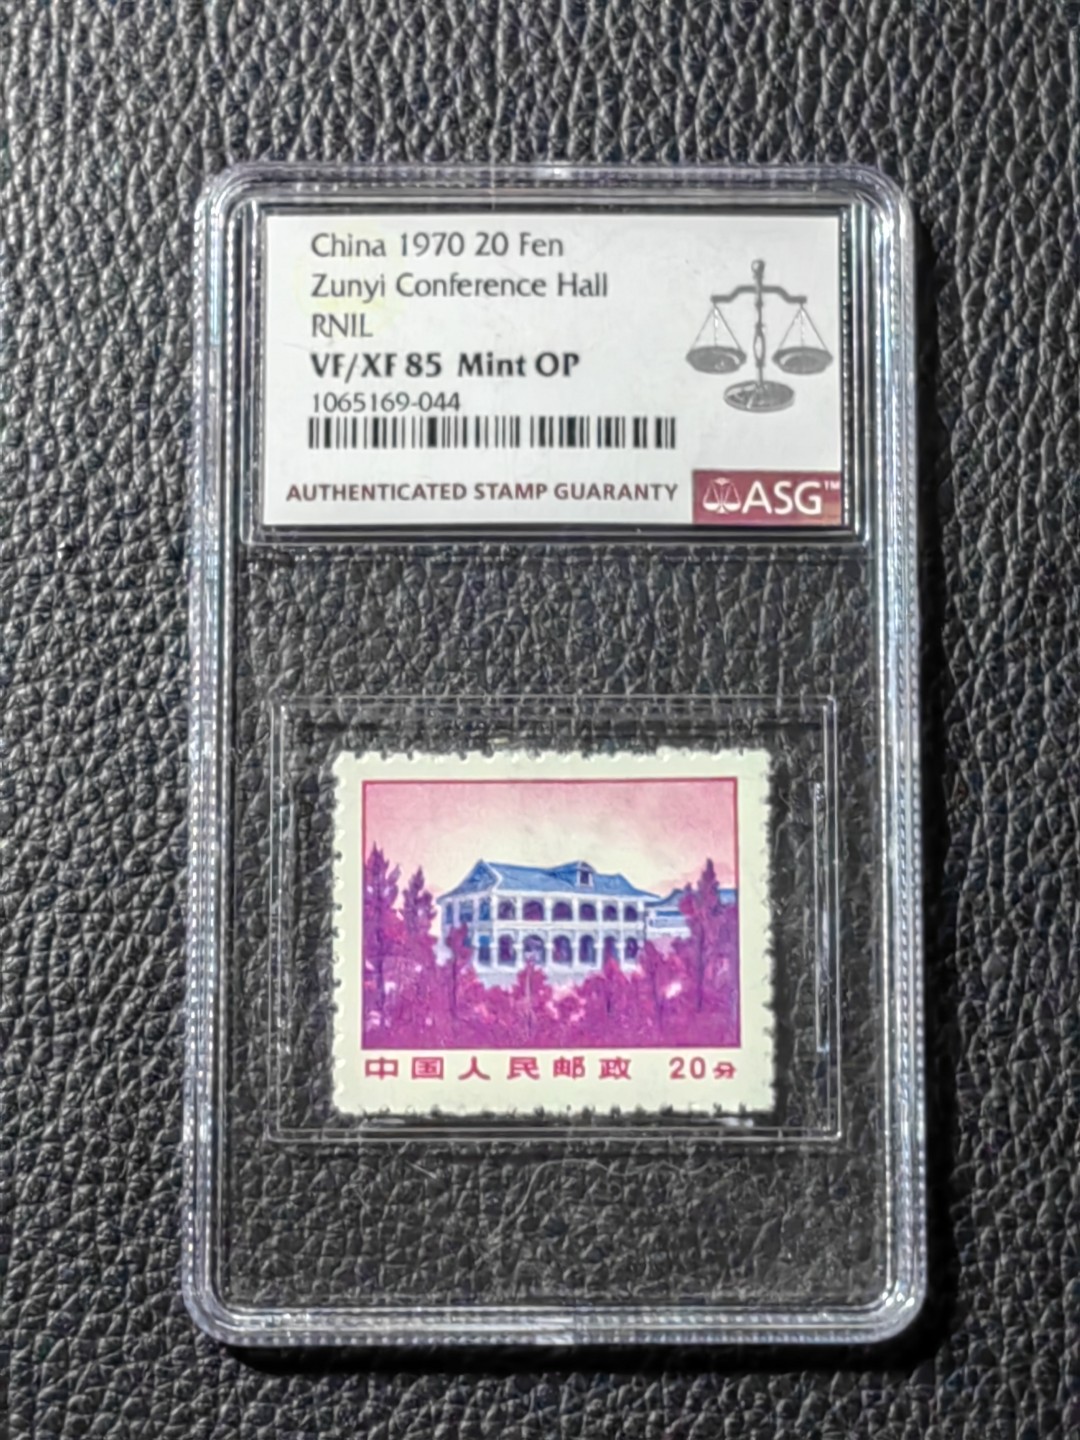 China 1970 20 Fen
Zunyi Conference Hall
RNIL
VF/XF 85 Mint OP
1065169-044
AUTHENTICATED STAMP GUARANTY
ASG™
中国人民邮政 20分